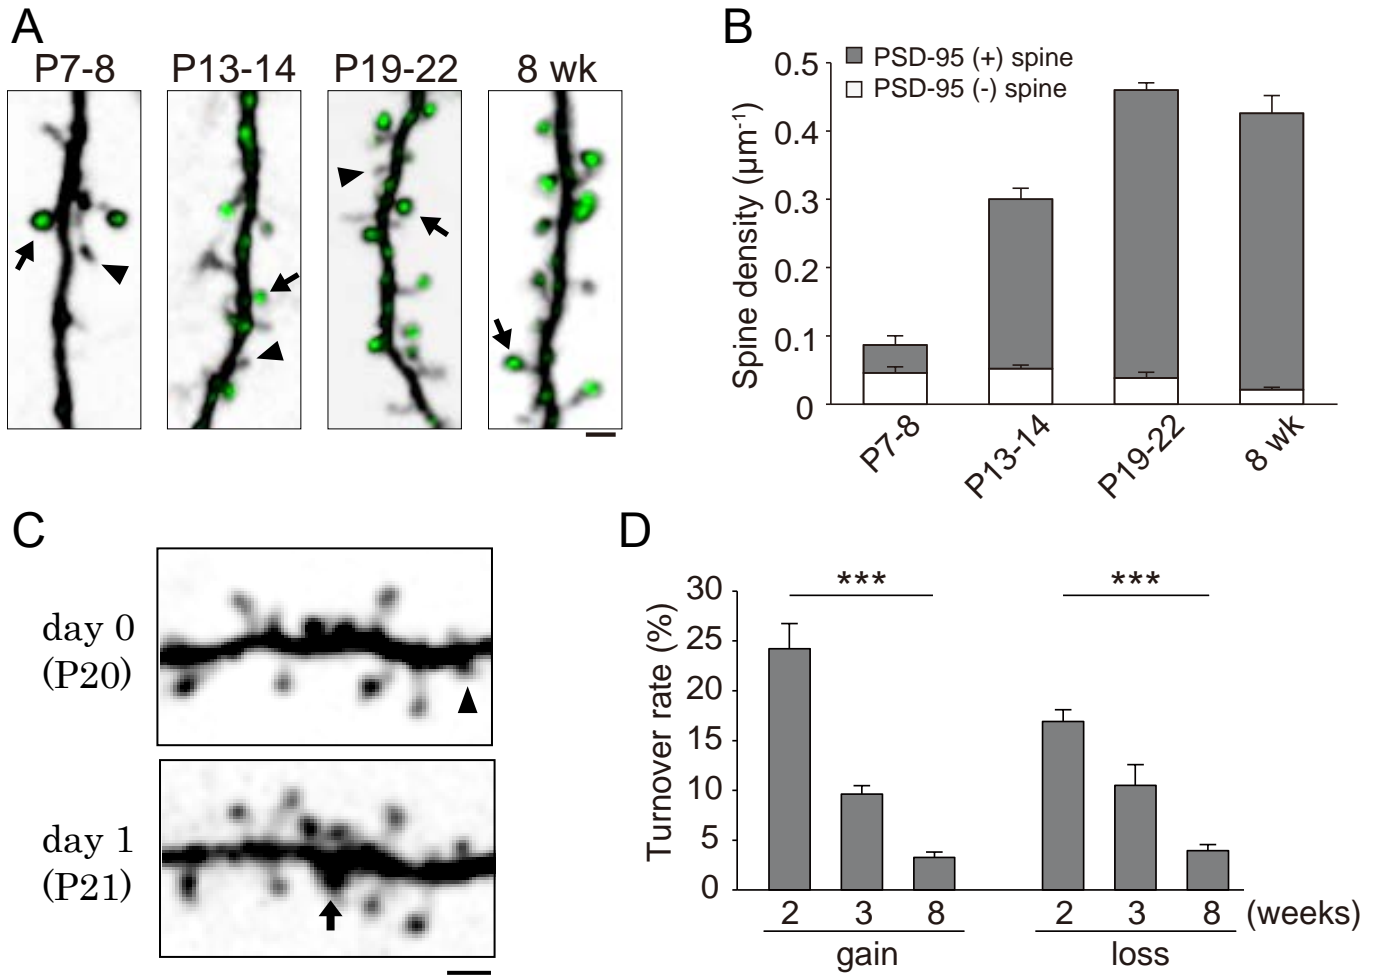 A
P7-8
P13-14
P19-22
8 wk
B
PSD-95 (+) spine
PSD-95 (-) spine
Spine density (μm⁻¹)
0.5
0.4
0.3
0.2
0.1
0
P7-8
P13-14
P19-22
8 wk
C
day 0
(P20)
day 1
(P21)
D
Turnover rate (%)
30
25
20
15
10
5
0
***
***
2 3 8 2 3 8 (weeks)
gain loss